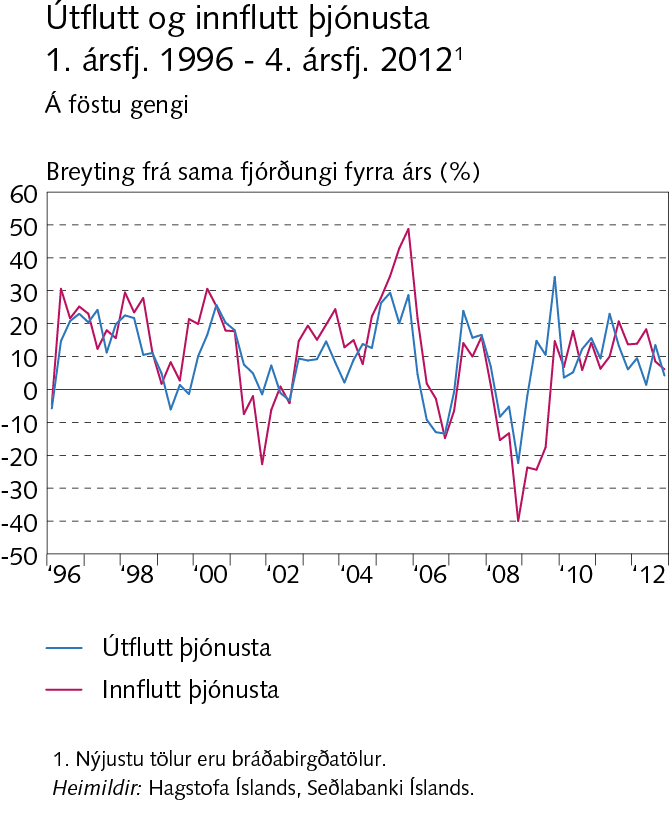 Útflutt og innflutt þjónusta
1. ársfj. 1996 - 4. ársfj. 2012¹
Á föstu gengi
Breyting frá sama fjórðungi fyrra árs (%)
60
50
40
30
20
10
0
-10
-20
-30
-40
-50
‘96 ‘98 ‘00 ‘02 ‘04 ‘06 ‘08 ‘10 ‘12
Útflutt þjónusta
Innflutt þjónusta
1. Nýjustu tölur eru bráðabirgðatölur.
Heimildir: Hagstofa Íslands, Seðlabanki Íslands.